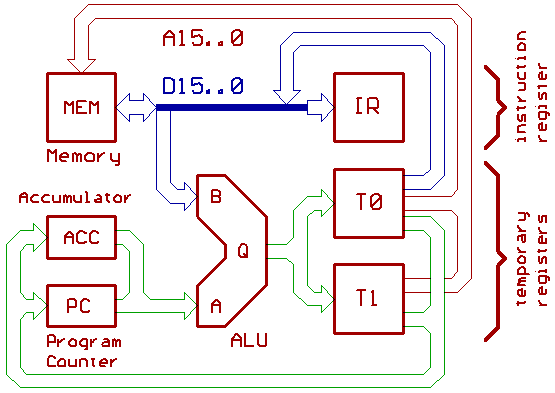 A15..0
D15..0
MEM
Memory
IR
instruction
register
Accumulator
ACC
PC
Program
Counter
B
Q
A
ALU
T0
T1
temporary
registers